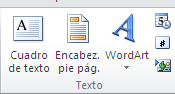 Cuadro de texto
Encabez. pie pág.
WordArt
#
Texto